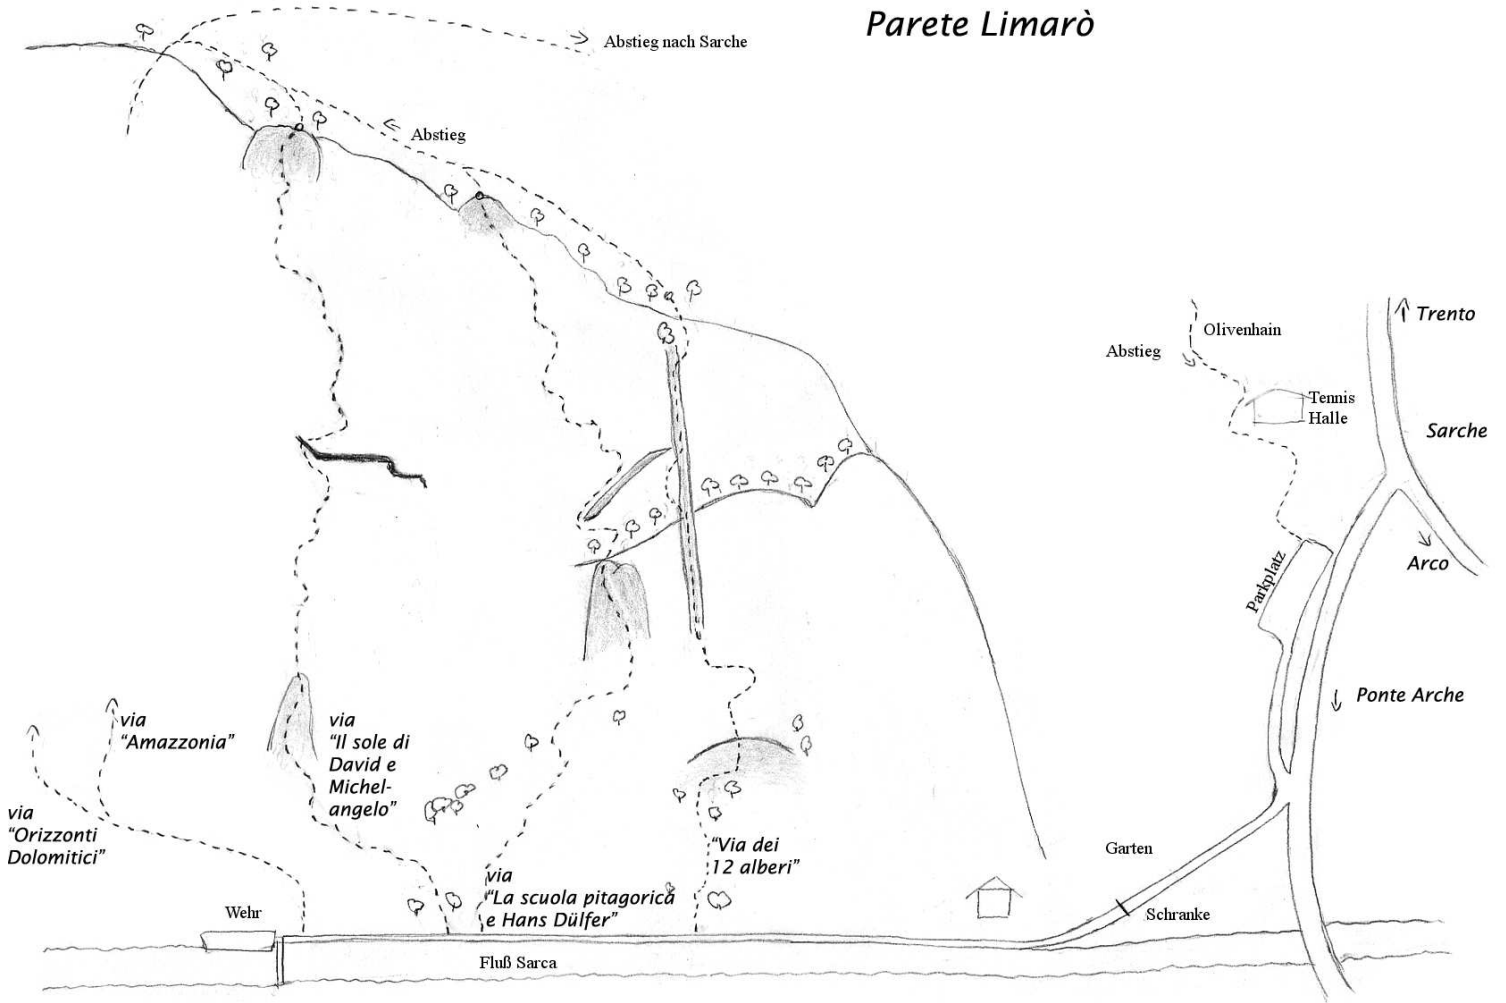 Parete Limarò
Abstieg nach Sarche
Abstieg
Trento
Olivenhain
Abstieg
Tennis
Halle
Sarche
Arco
Parkplatz
Ponte Arche
via
"Amazzonia"
via
"Il sole di
David e
Michel-
angelo"
via
"Orizzonti
Dolomitici"
"Via dei
12 alberi"
via
"La scuola pitagorica
e Hans Dülfer"
Garten
Schranke
Wehr
Fluß Sarca